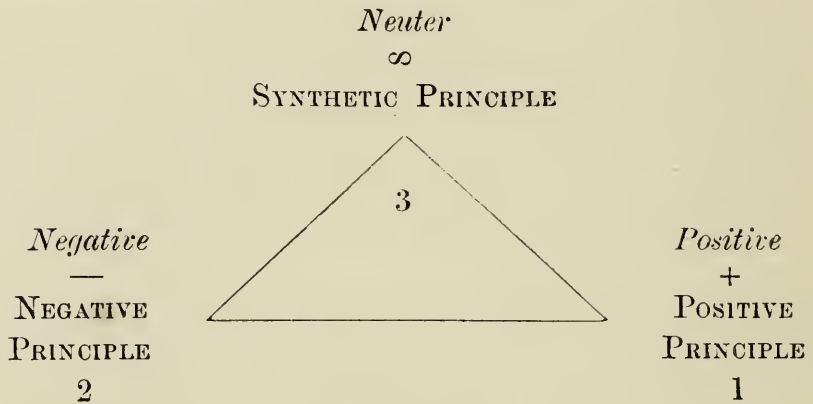 Neuter
∞
SYNTHETIC PRINCIPLE
3
Negative
—
NEGATIVE
PRINCIPLE
2
Positive
+
POSITIVE
PRINCIPLE
1